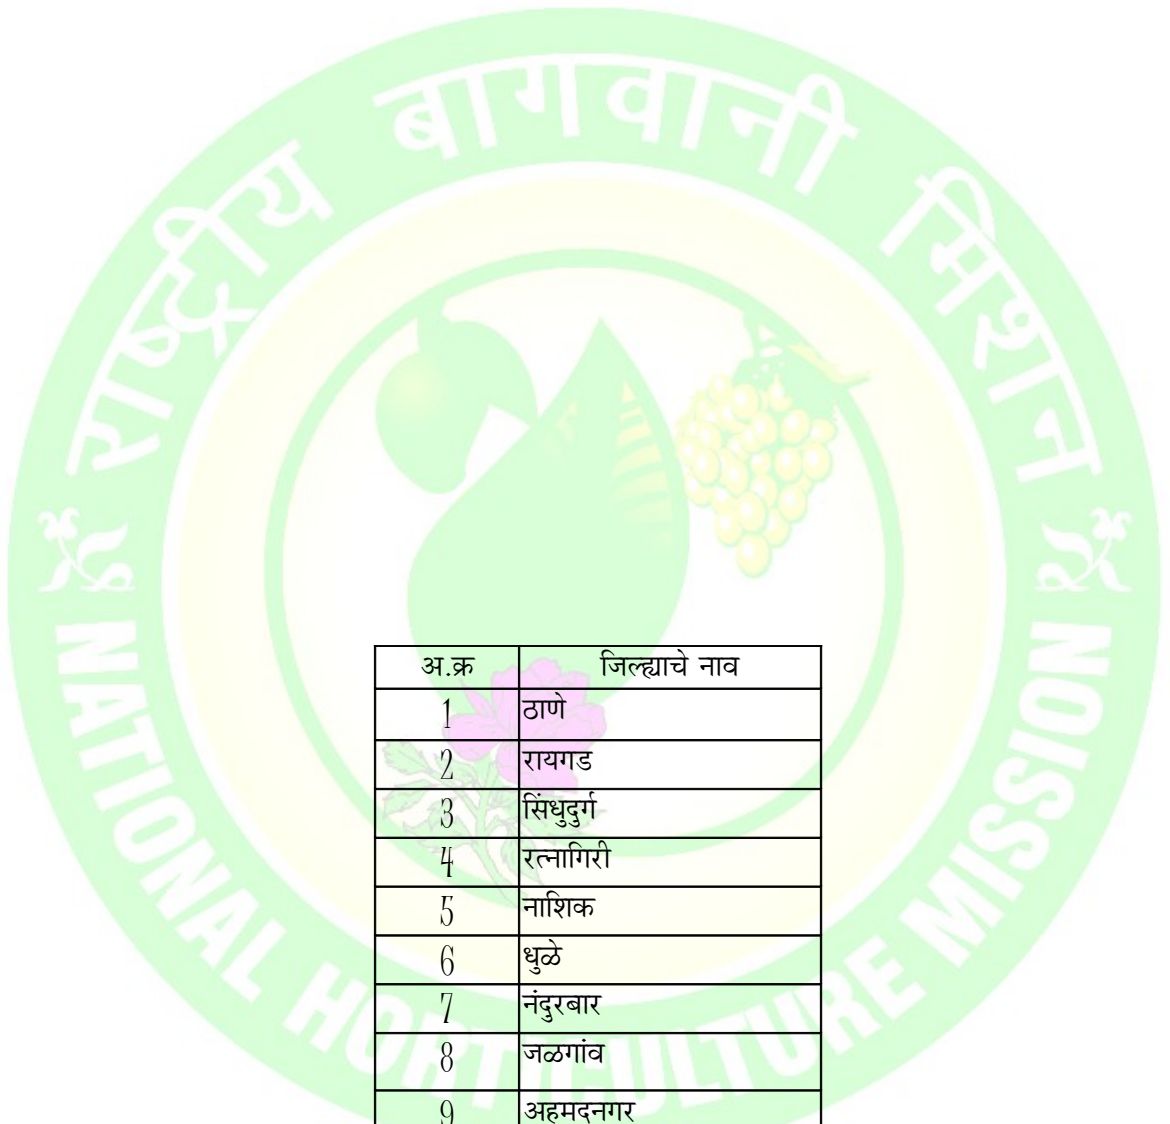 राष्ट्रीय बागवानी मिशन
NATIONAL HORTICULTURE MISSION
अ.क्र जिल्ह्याचे नाव
1 ठाणे
2 रायगड
3 सिंधुदुर्ग
4 रत्नागिरी
5 नाशिक
6 धुळे
7 नंदुरबार
8 जळगांव
9 अहमदनगर